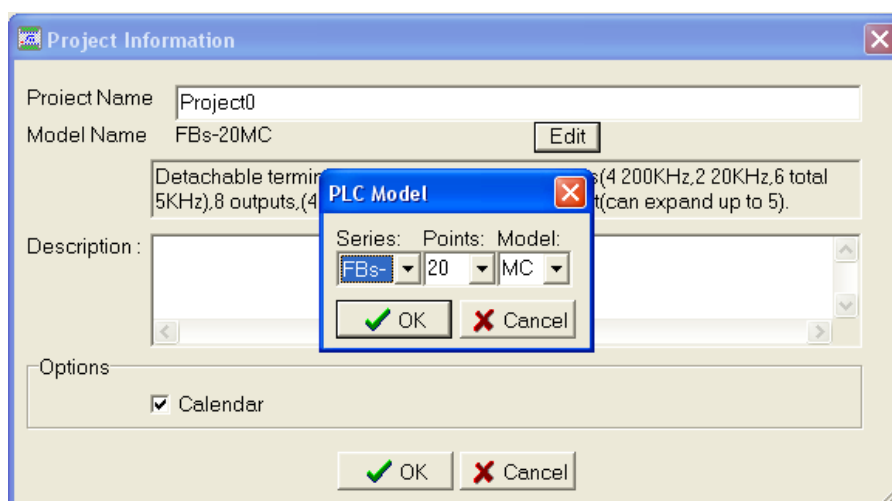 Project Information
Proiect Name Project0
Model Name FBs-20MC Edit
Detachable termin s(4 200KHz,2 20KHz,6 total
5KHz),8 outputs,(4 t(can expand up to 5).
PLC Model
Series: Points: Model:
FBs- 20 MC
OK Cancel
Description :
Options
Calendar
OK Cancel